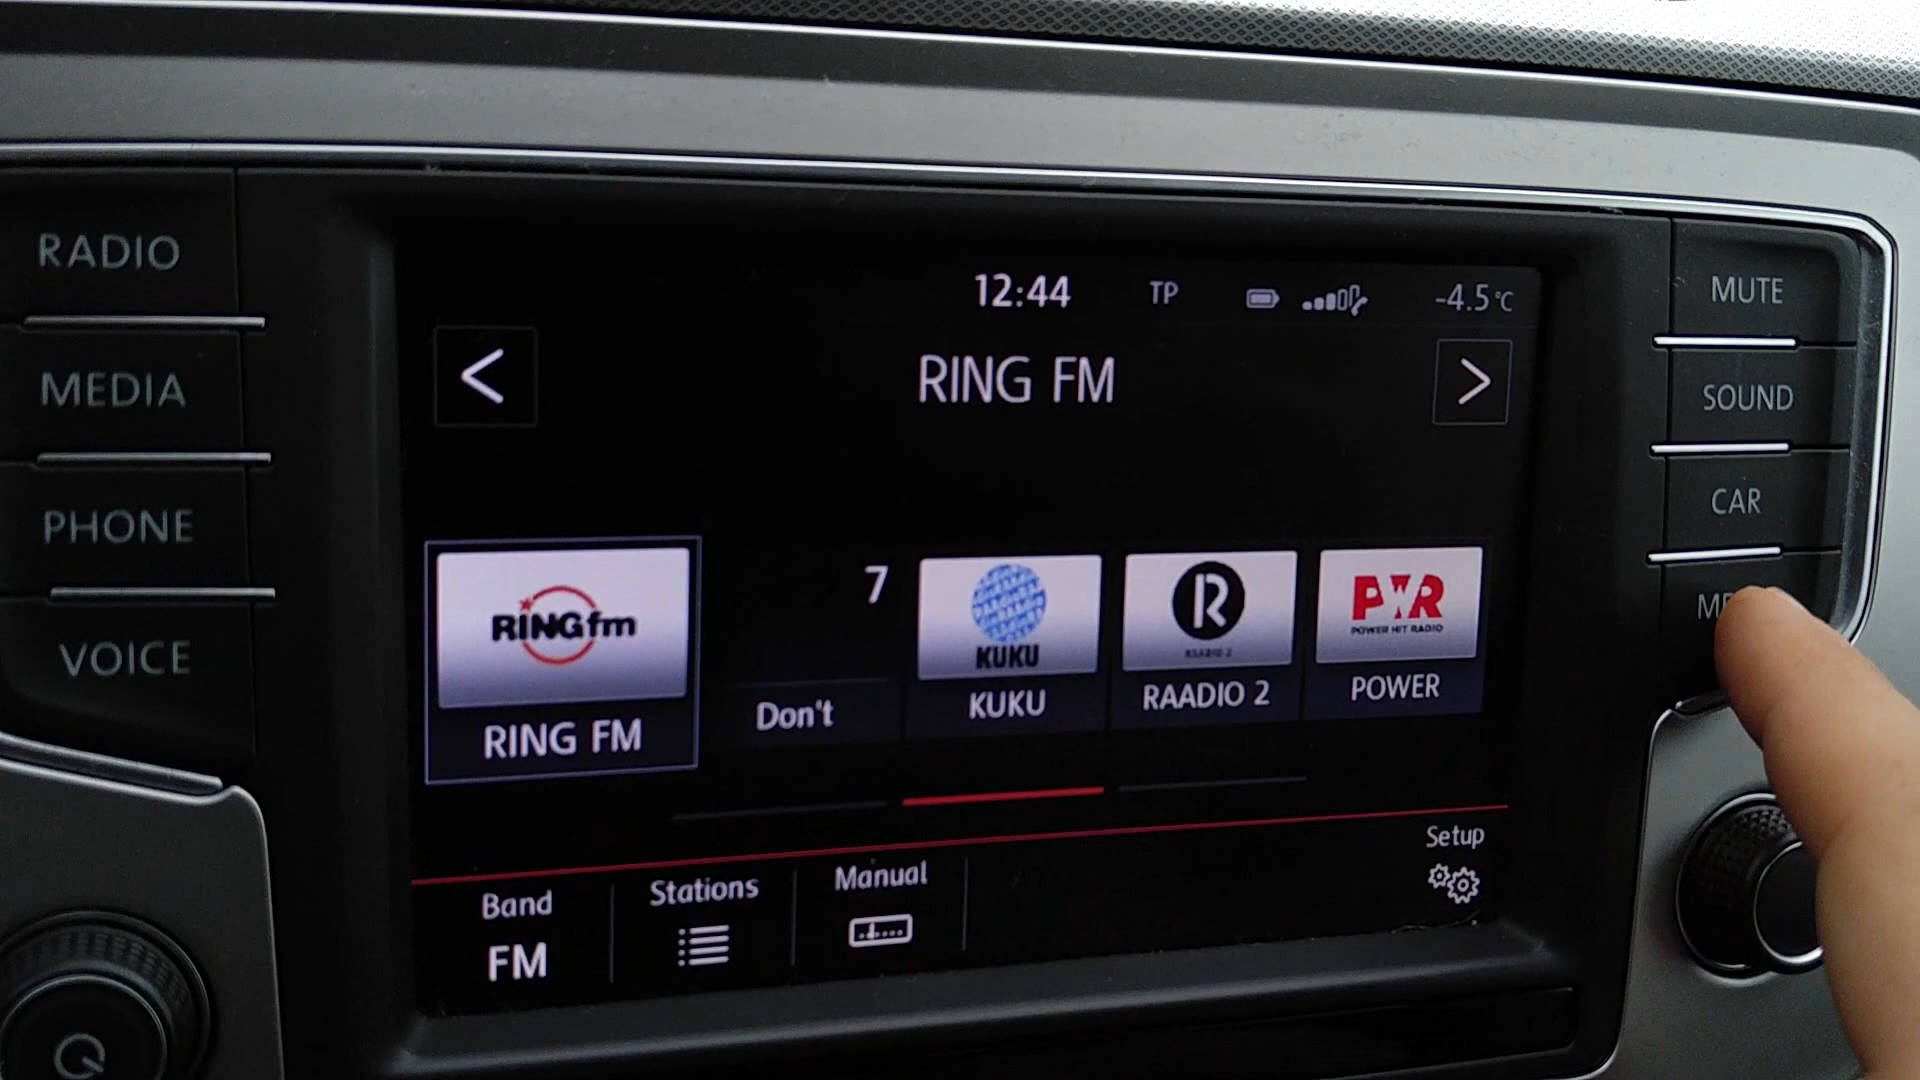 RADIO
MEDIA
PHONE
VOICE
12:44 TP -4.5°C
RING FM
RINGfm
RING FM
7
Don't
KUKU
KUKU
R
RAADIO 2
RAADIO 2
PWR
POWER HIT RADIO
POWER
Band
FM
Stations
Manual
Setup
MUTE
SOUND
CAR